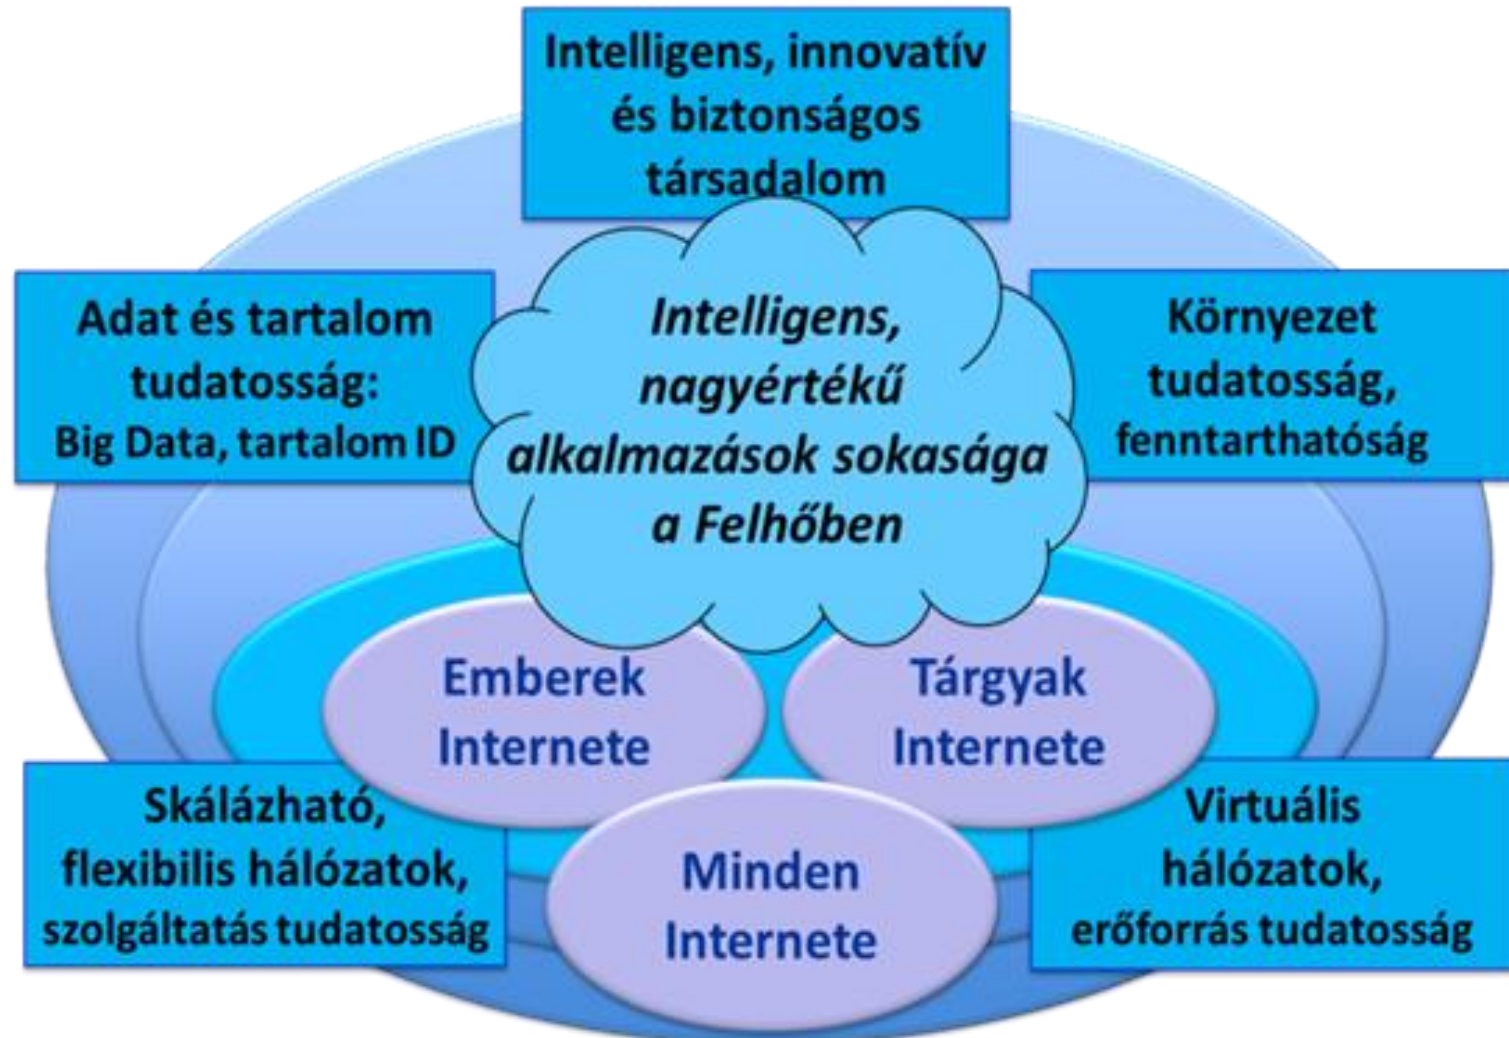 Intelligens, innovatív
és biztonságos
társadalom
Adat és tartalom
tudatosság:
Big Data, tartalom ID
Intelligens,
nagyértékű
alkalmazások sokasága
a Felhőben
Környezet
tudatosság,
fenntarthatóság
Emberek
Internete
Tárgyak
Internete
Skálázható,
flexibilis hálózatok,
szolgáltatás tudatosság
Minden
Internete
Virtuális
hálózatok,
erőforrás tudatosság